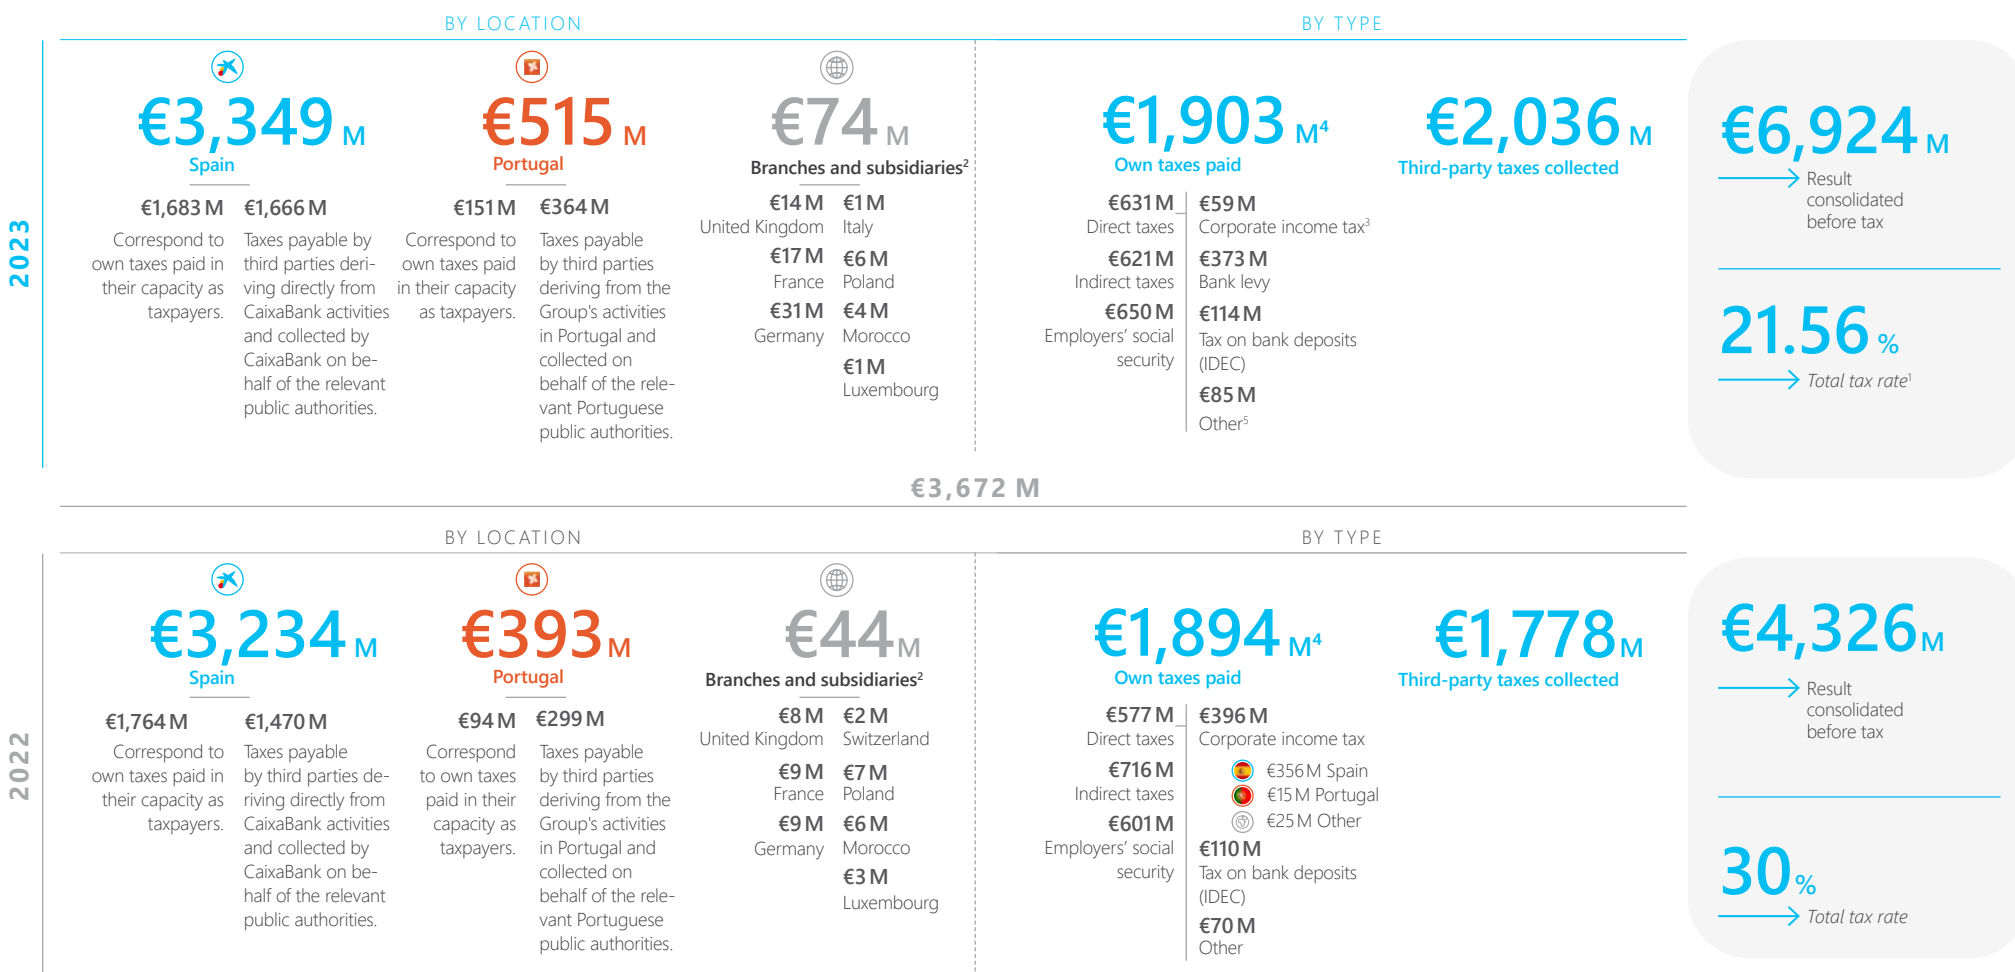 BY LOCATION
BY TYPE
2023
€3,349 M
Spain
€1,683 M
Correspond to
own taxes paid in
their capacity as
taxpayers.
€1,666 M
Taxes payable by
third parties deri-
ving directly from
CaixaBank activities
and collected by
CaixaBank on be-
half of the relevant
public authorities.
€515 M
Portugal
€151 M
Correspond to
own taxes paid
in their capacity
as taxpayers.
€364 M
Taxes payable
by third parties
deriving from the
Group's activities
in Portugal and
collected on
behalf of the rele-
vant Portuguese
public authorities.
€74 M
Branches and subsidiaries²
€14 M
United Kingdom
€17 M
France
€31 M
Germany
€1 M
Italy
€6 M
Poland
€4 M
Morocco
€1 M
Luxembourg
€1,903 M⁴
Own taxes paid
€631 M
Direct taxes
€621 M
Indirect taxes
€650 M
Employers' social
security
€59 M
Corporate income tax³
€373 M
Bank levy
€114 M
Tax on bank deposits
(IDEC)
€85 M
Other⁵
€2,036 M
Third-party taxes collected
€6,924 M
Result
consolidated
before tax
21.56 %
Total tax rate¹
€3,672 M
BY LOCATION
BY TYPE
2022
€3,234 M
Spain
€1,764 M
Correspond to
own taxes paid in
their capacity as
taxpayers.
€1,470 M
Taxes payable
by third parties de-
riving directly from
CaixaBank activities
and collected by
CaixaBank on be-
half of the relevant
public authorities.
€393 M
Portugal
€94 M
Correspond
to own taxes
paid in their
capacity as
taxpayers.
€299 M
Taxes payable
by third parties
deriving from the
Group's activities
in Portugal and
collected on
behalf of the rele-
vant Portuguese
public authorities.
€44 M
Branches and subsidiaries²
€8 M
United Kingdom
€9 M
France
€9 M
Germany
€2 M
Switzerland
€7 M
Poland
€6 M
Morocco
€3 M
Luxembourg
€1,894 M⁴
Own taxes paid
€577 M
Direct taxes
€716 M
Indirect taxes
€601 M
Employers' social
security
€396 M
Corporate income tax
€356 M Spain
€15 M Portugal
€25 M Other
€110 M
Tax on bank deposits
(IDEC)
€70 M
Other
€1,778 M
Third-party taxes collected
€4,326 M
Result
consolidated
before tax
30 %
Total tax rate